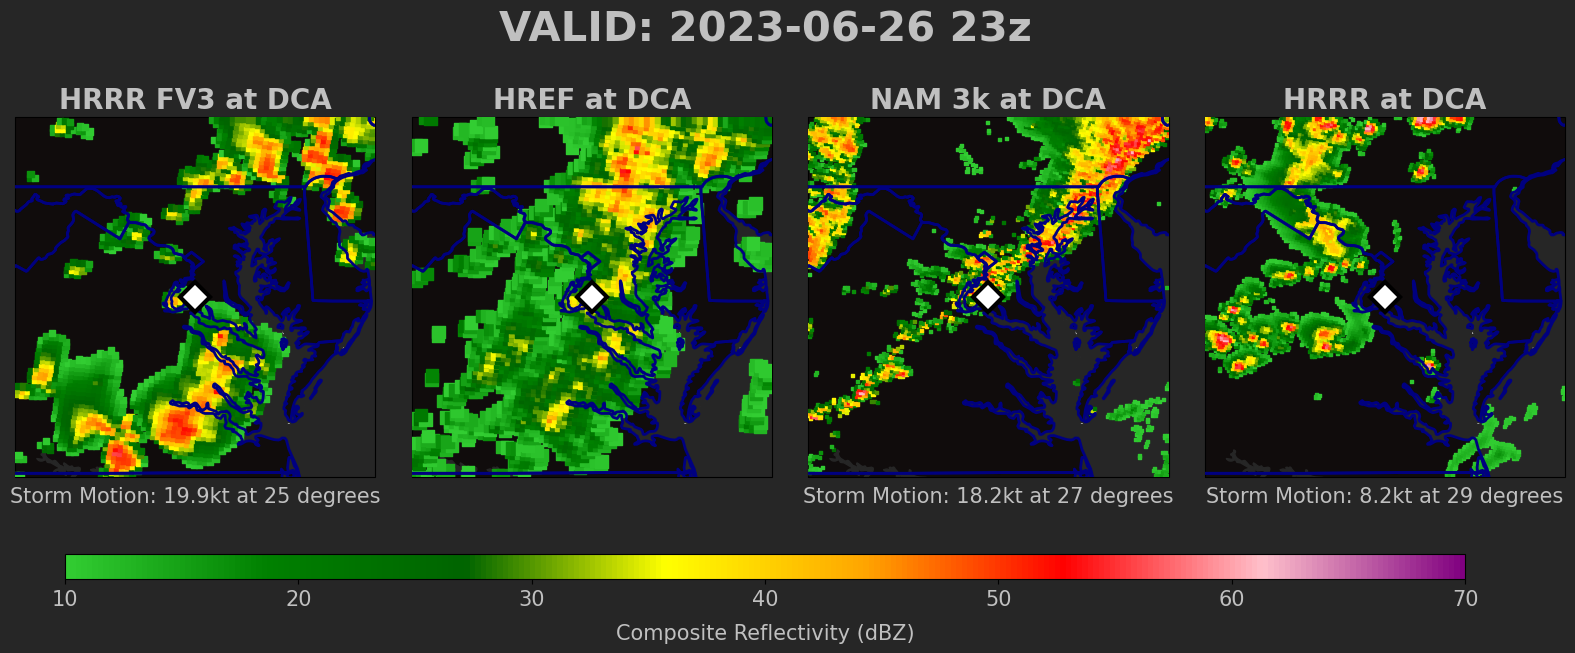 VALID: 2023-06-26 23z
HRRR FV3 at DCA
HREF at DCA
NAM 3k at DCA
HRRR at DCA
Storm Motion: 19.9kt at 25 degrees
Storm Motion: 18.2kt at 27 degrees
Storm Motion: 8.2kt at 29 degrees
10 20 30 40 50 60 70
Composite Reflectivity (dBZ)